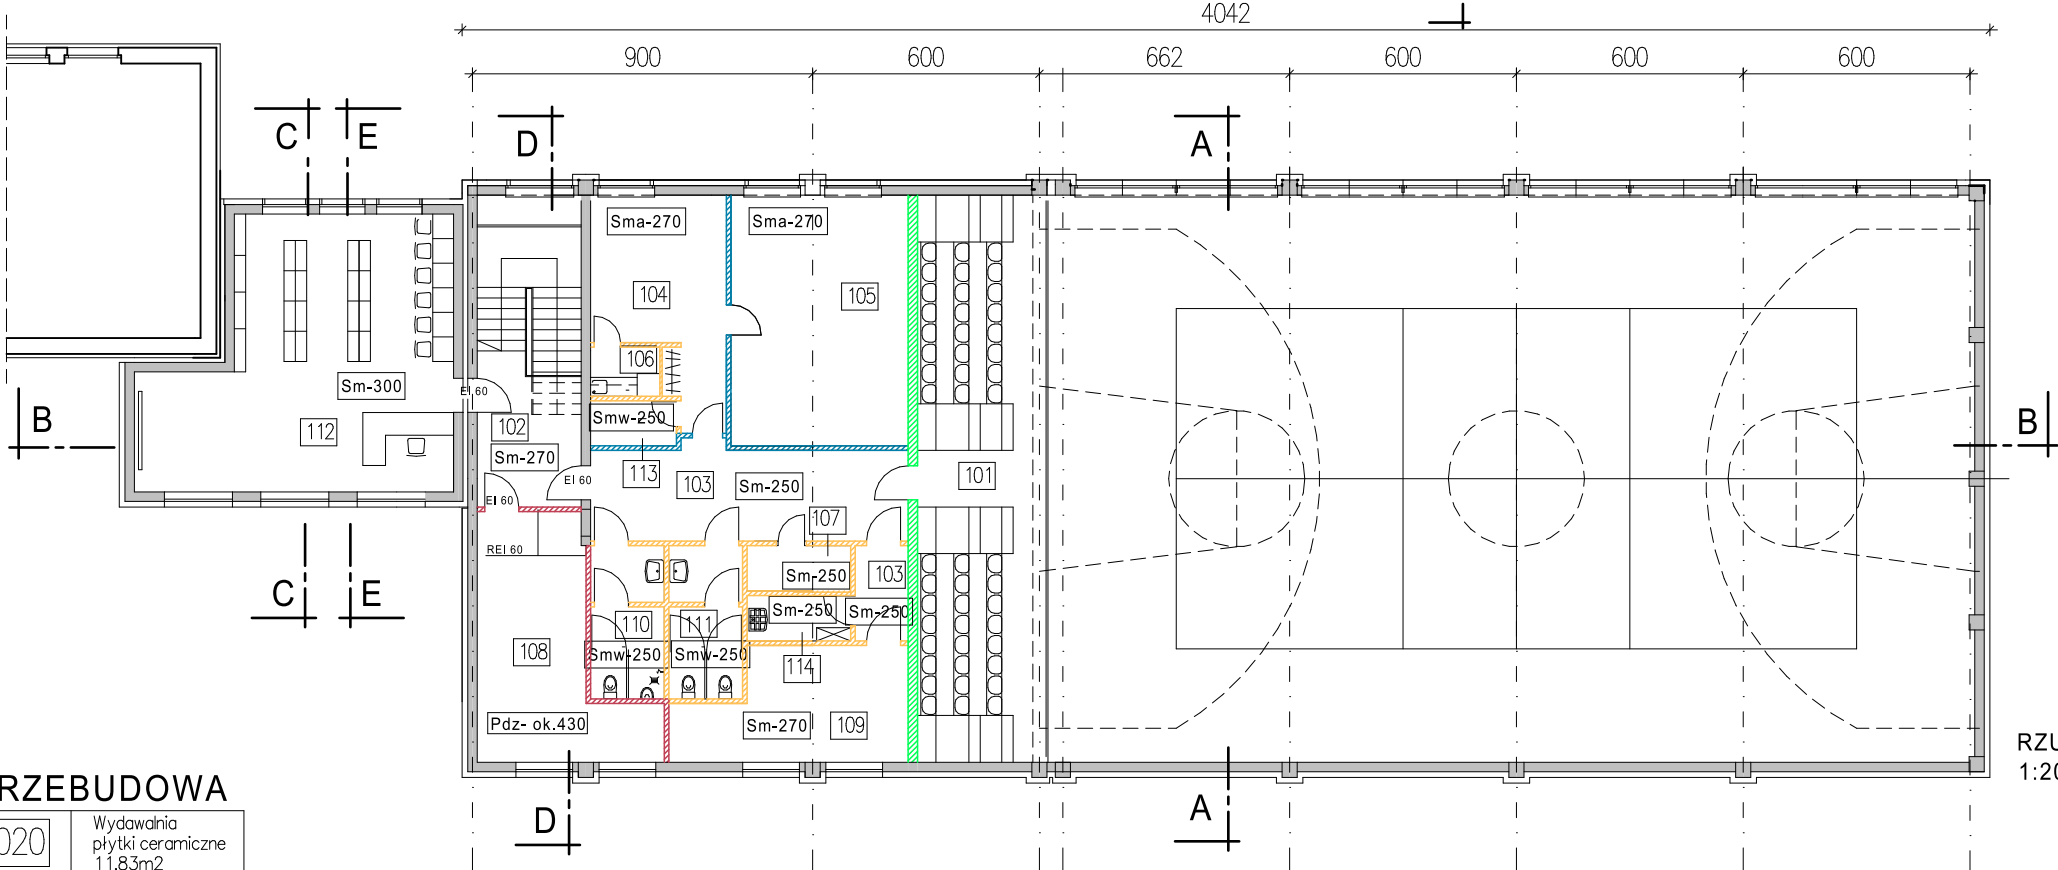 4042
900
600
662
600
600
600
C
E
D
A
Sma-270
Sma-270
104
105
106
Sm-300
EI 60
B
Smw-250
102
112
B
Sm-270
113
103
Sm-250
101
EI 60
EI 60
107
REI 60
Sm-250
103
C
E
Sm-250
Sm-250
110
111
108
Smw-250
Smw-250
114
Pdz- ok.430
Sm-270
109
RZU
1:20
RZEBUDOWA
D
A
020
Wydawalnia
płytki ceramiczne
11.83m2